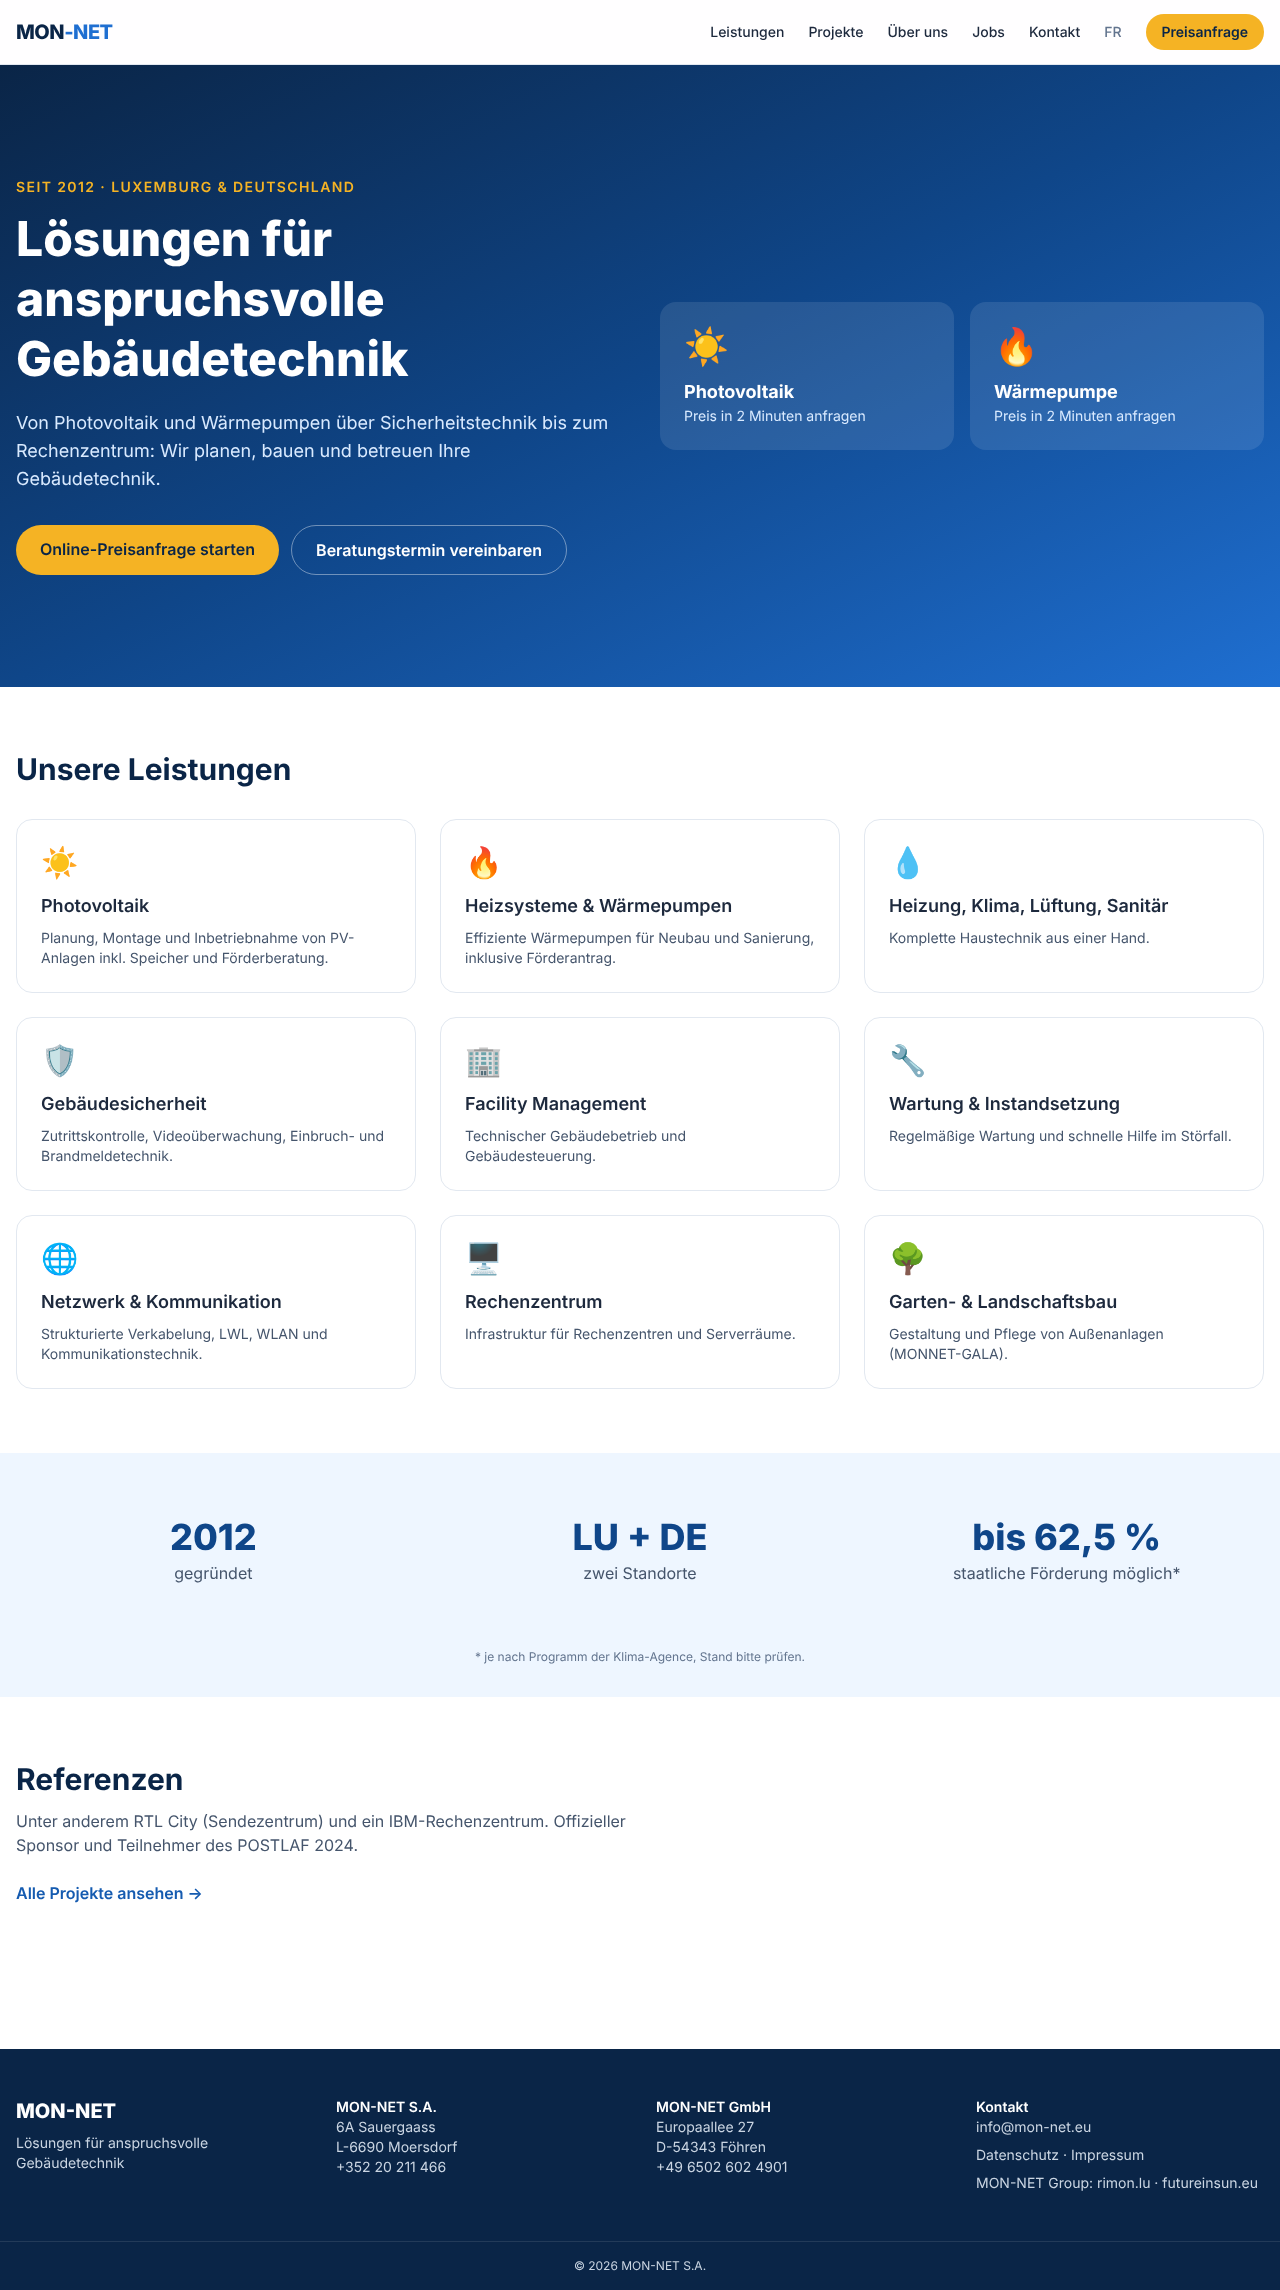 MON-NET
Leistungen
Projekte
Über uns
Jobs
Kontakt
FR
Preisanfrage
SEIT 2012 · LUXEMBURG & DEUTSCHLAND
Lösungen für
anspruchsvolle
Gebäudetechnik
Von Photovoltaik und Wärmepumpen über Sicherheitstechnik bis zum
Rechenzentrum: Wir planen, bauen und betreuen Ihre
Gebäudetechnik.
Online-Preisanfrage starten
Beratungstermin vereinbaren
Photovoltaik
Preis in 2 Minuten anfragen
Wärmepumpe
Preis in 2 Minuten anfragen
Unsere Leistungen
Photovoltaik
Planung, Montage und Inbetriebnahme von PV-
Anlagen inkl. Speicher und Förderberatung.
Heizsysteme & Wärmepumpen
Effiziente Wärmepumpen für Neubau und Sanierung,
inklusive Förderantrag.
Heizung, Klima, Lüftung, Sanitär
Komplette Haustechnik aus einer Hand.
Gebäudesicherheit
Zutrittskontrolle, Videoüberwachung, Einbruch- und
Brandmeldetechnik.
Facility Management
Technischer Gebäudebetrieb und
Gebäudesteuerung.
Wartung & Instandsetzung
Regelmäßige Wartung und schnelle Hilfe im Störfall.
Netzwerk & Kommunikation
Strukturierte Verkabelung, LWL, WLAN und
Kommunikationstechnik.
Rechenzentrum
Infrastruktur für Rechenzentren und Serverräume.
Garten- & Landschaftsbau
Gestaltung und Pflege von Außenanlagen
(MONNET-GALA).
2012
gegründet
LU + DE
zwei Standorte
bis 62,5 %
staatliche Förderung möglich*
* je nach Programm der Klima-Agence, Stand bitte prüfen.
Referenzen
Unter anderem RTL City (Sendezentrum) und ein IBM-Rechenzentrum. Offizieller
Sponsor und Teilnehmer des POSTLAF 2024.
Alle Projekte ansehen →
MON-NET
Lösungen für anspruchsvolle
Gebäudetechnik
MON-NET S.A.
6A Sauergaass
L-6690 Moersdorf
+352 20 211 466
MON-NET GmbH
Europaallee 27
D-54343 Föhren
+49 6502 602 4901
Kontakt
info@mon-net.eu
Datenschutz · Impressum
MON-NET Group: rimon.lu · futureinsun.eu
© 2026 MON-NET S.A.